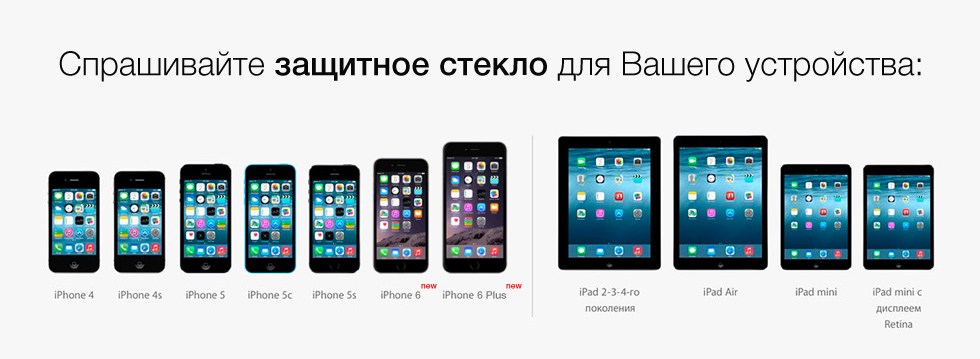 Спрашивайте защитное стекло для Вашего устройства:
iPhone 4
iPhone 4s
iPhone 5
iPhone 5c
iPhone 5s
iPhone 6 new
iPhone 6 Plus new
iPad 2-3-4-го
поколения
iPad Air
iPad mini
iPad mini с
дисплеем
Retina